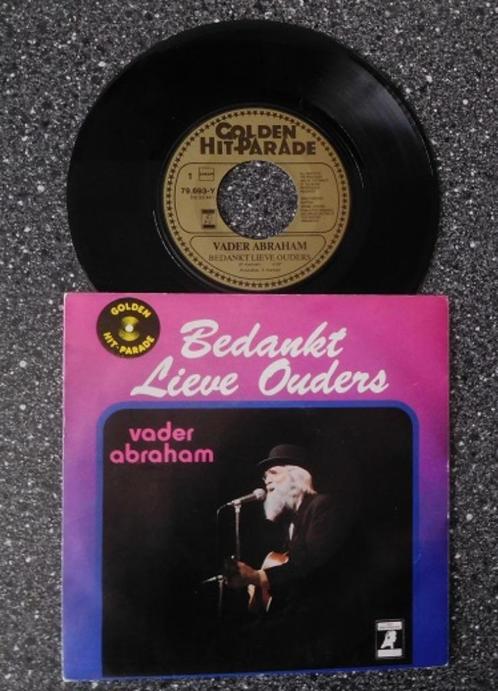 GOLDEN
HIT-PARADE
1
79.693-Y
VADER ABRAHAM
BEDANKT LIEVE OUDERS
GOLDEN
HIT-PARADE
Bedankt
Lieve Ouders
vader
abraham